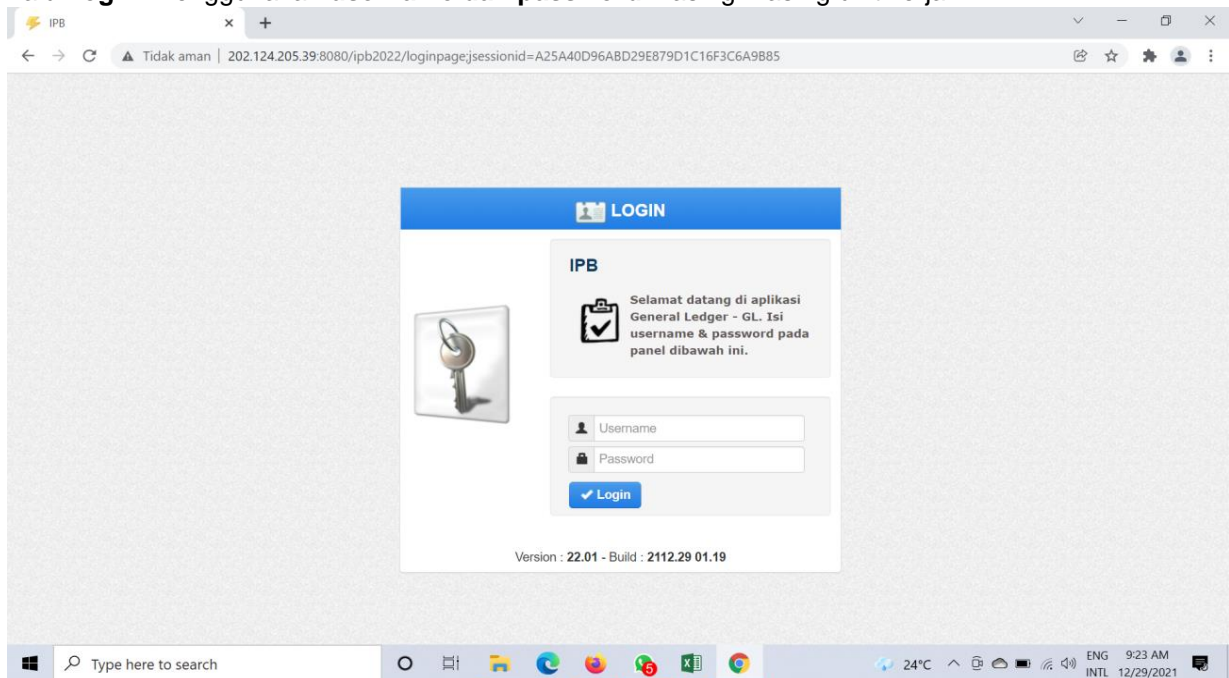 IPB
Tidak aman | 202.124.205.39:8080/ipb2022/loginpage;jsessionid=A25A40D96ABD29E879D1C16F3C6A9B85
LOGIN
IPB
Selamat datang di aplikasi
General Ledger - GL. Isi
username & password pada
panel dibawah ini.
Username
Password
Login
Version : 22.01 - Build : 2112.29 01.19
Type here to search
5
24°C
ENG
INTL
9:23 AM
12/29/2021